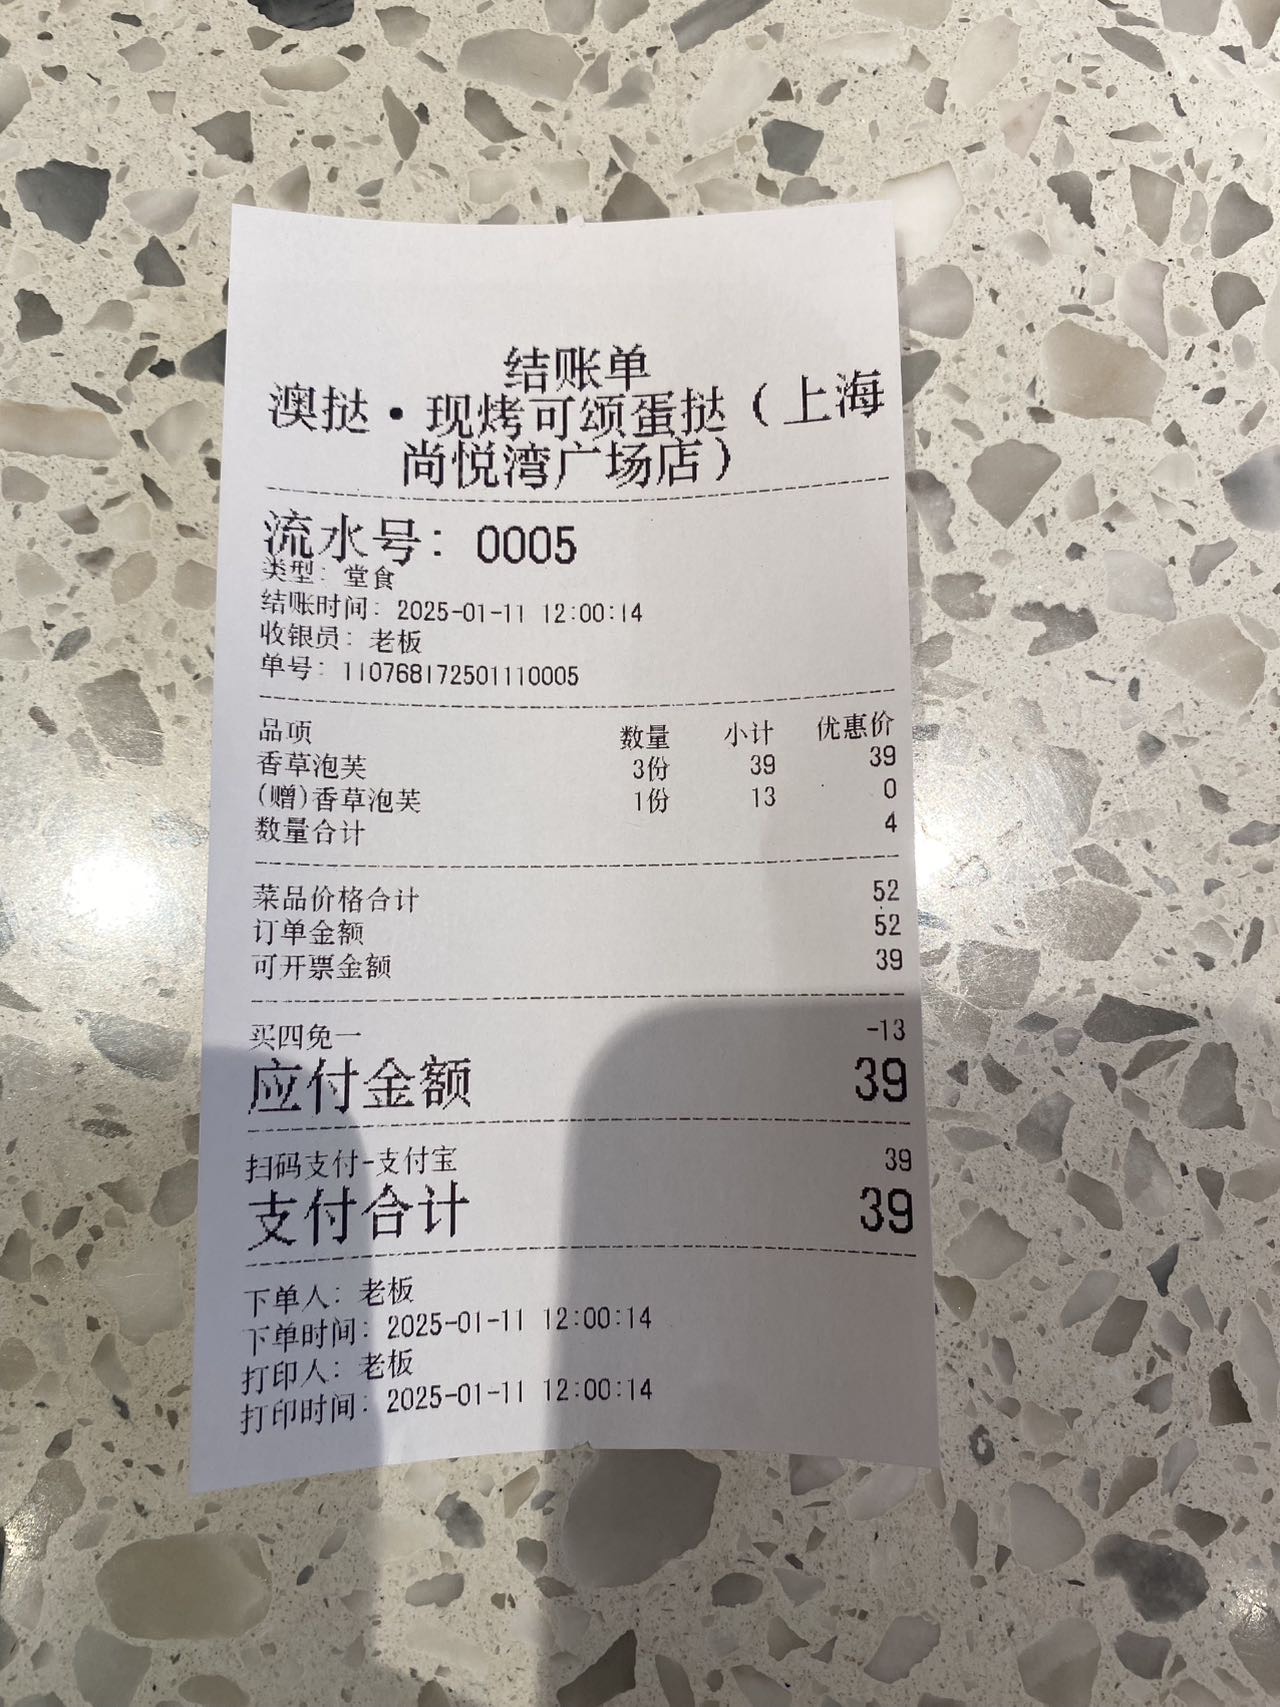 结账单
澳挞·现烤可颂蛋挞（上海
尚悦湾广场店）
流水号：0005
类型：堂食
结账时间：2025-01-11 12:00:14
收银员：老板
单号：110768172501110005
品项 数量 小计 优惠价
香草泡芙 3份 39 39
(赠)香草泡芙 1份 13 0
数量合计 4
菜品价格合计 52
订单金额 52
可开票金额 39
买四免一 -13
应付金额 39
扫码支付-支付宝 39
支付合计 39
下单人：老板
下单时间：2025-01-11 12:00:14
打印人：老板
打印时间：2025-01-11 12:00:14